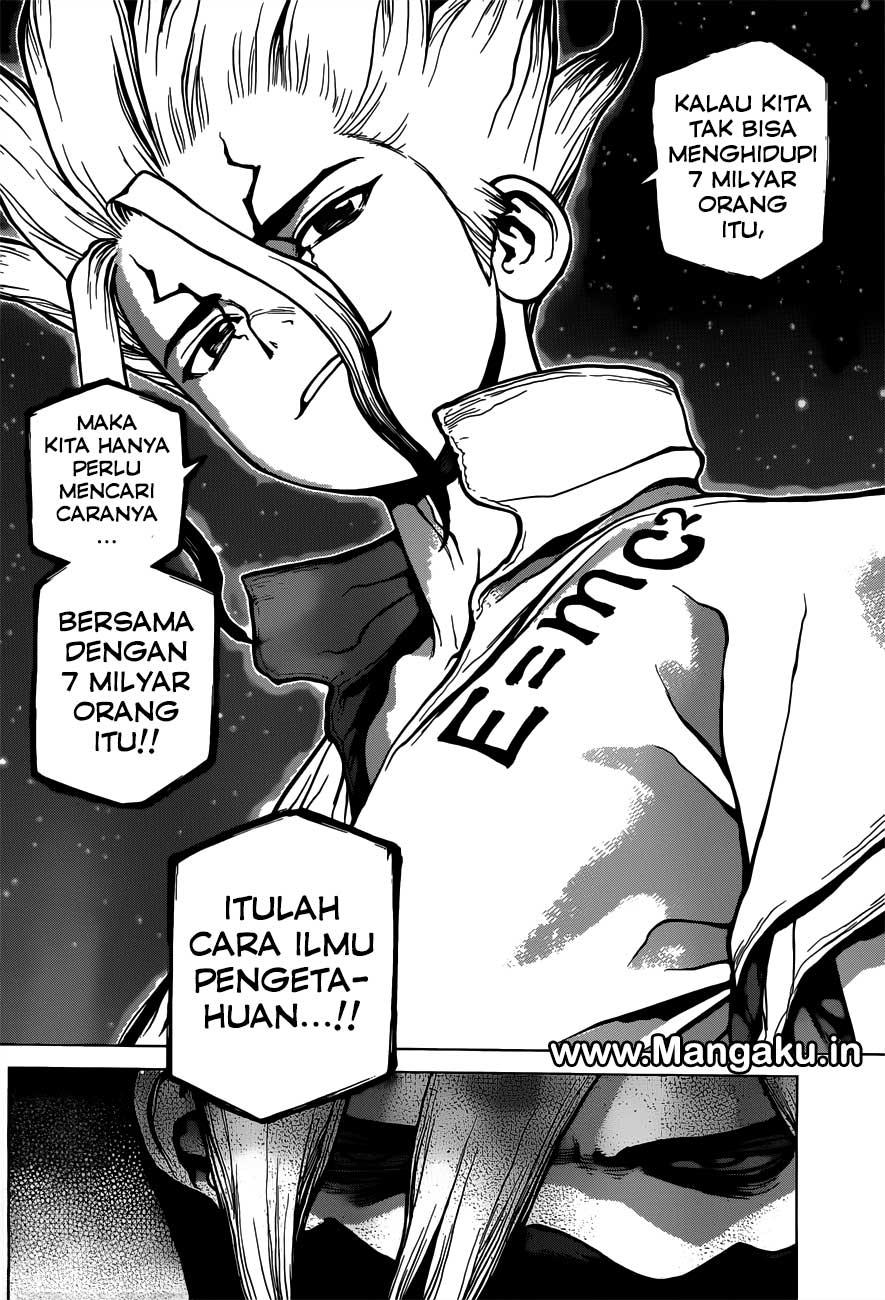 KALAU KITA
TAK BISA
MENGHIDUPI
7 MILYAR
ORANG
ITU,
MAKA
KITA HANYA
PERLU
MENCARI
CARANYA
...
BERSAMA
DENGAN
7 MILYAR
ORANG
ITU!!
E=mC2
ITULAH
CARA ILMU
PENGETA-
HUAN...!!
www.Mangaku.in